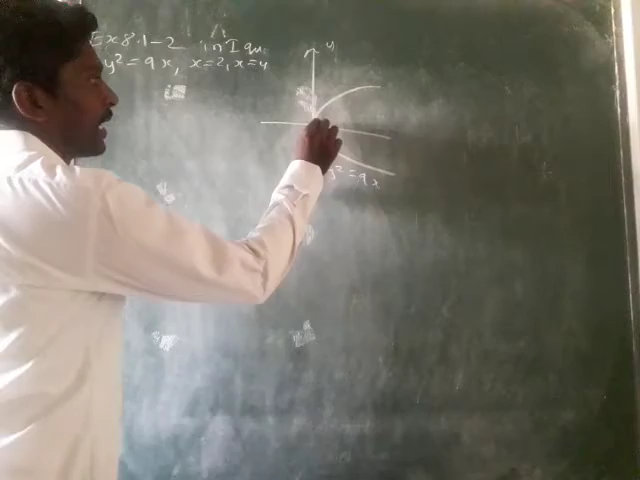 Ex 8.1-2 in I qu
y² = 9x, x=2, x=4
y
y² = 9x